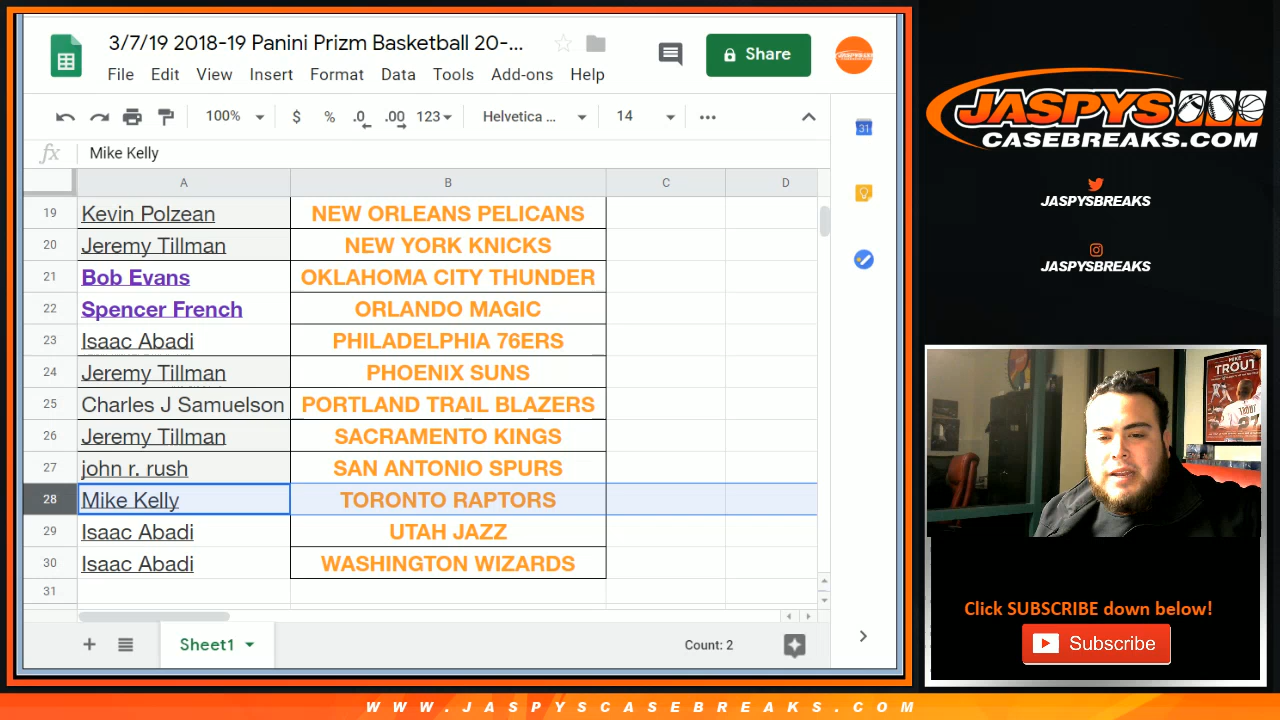 3/7/19 2018-19 Panini Prizm Basketball 20-...
File Edit View Insert Format Data Tools Add-ons Help
Share
100% $ % .0 .00 123 Helvetica ... 14
fx Mike Kelly
A B C D
19 Kevin Polzean NEW ORLEANS PELICANS
20 Jeremy Tillman NEW YORK KNICKS
21 Bob Evans OKLAHOMA CITY THUNDER
22 Spencer French ORLANDO MAGIC
23 Isaac Abadi PHILADELPHIA 76ERS
24 Jeremy Tillman PHOENIX SUNS
25 Charles J Samuelson PORTLAND TRAIL BLAZERS
26 Jeremy Tillman SACRAMENTO KINGS
27 john r. rush SAN ANTONIO SPURS
28 Mike Kelly TORONTO RAPTORS
29 Isaac Abadi UTAH JAZZ
30 Isaac Abadi WASHINGTON WIZARDS
31
Sheet1 Count: 2
31
JASPYS
CASEBREAKS.COM
JASPYSBREAKS
JASPYSBREAKS
MIKE
TROUT
TROUT
27
Click SUBSCRIBE down below!
Subscribe
WWW.JASPYSCASEBREAKS.COM